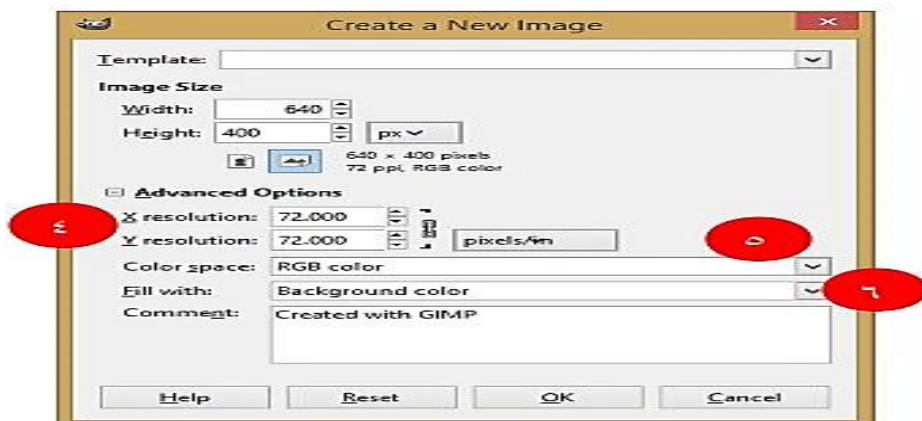 Create a New Image
Template:
Image Size
Width: 640
Height: 400 px
640 × 400 pixels
72 ppi, RGB color
Advanced Options
٤
X resolution: 72.000
Y resolution: 72.000 pixels/in
٥
Color space: RGB color
Fill with: Background color
٦
Comment: Created with GIMP
Help Reset OK Cancel